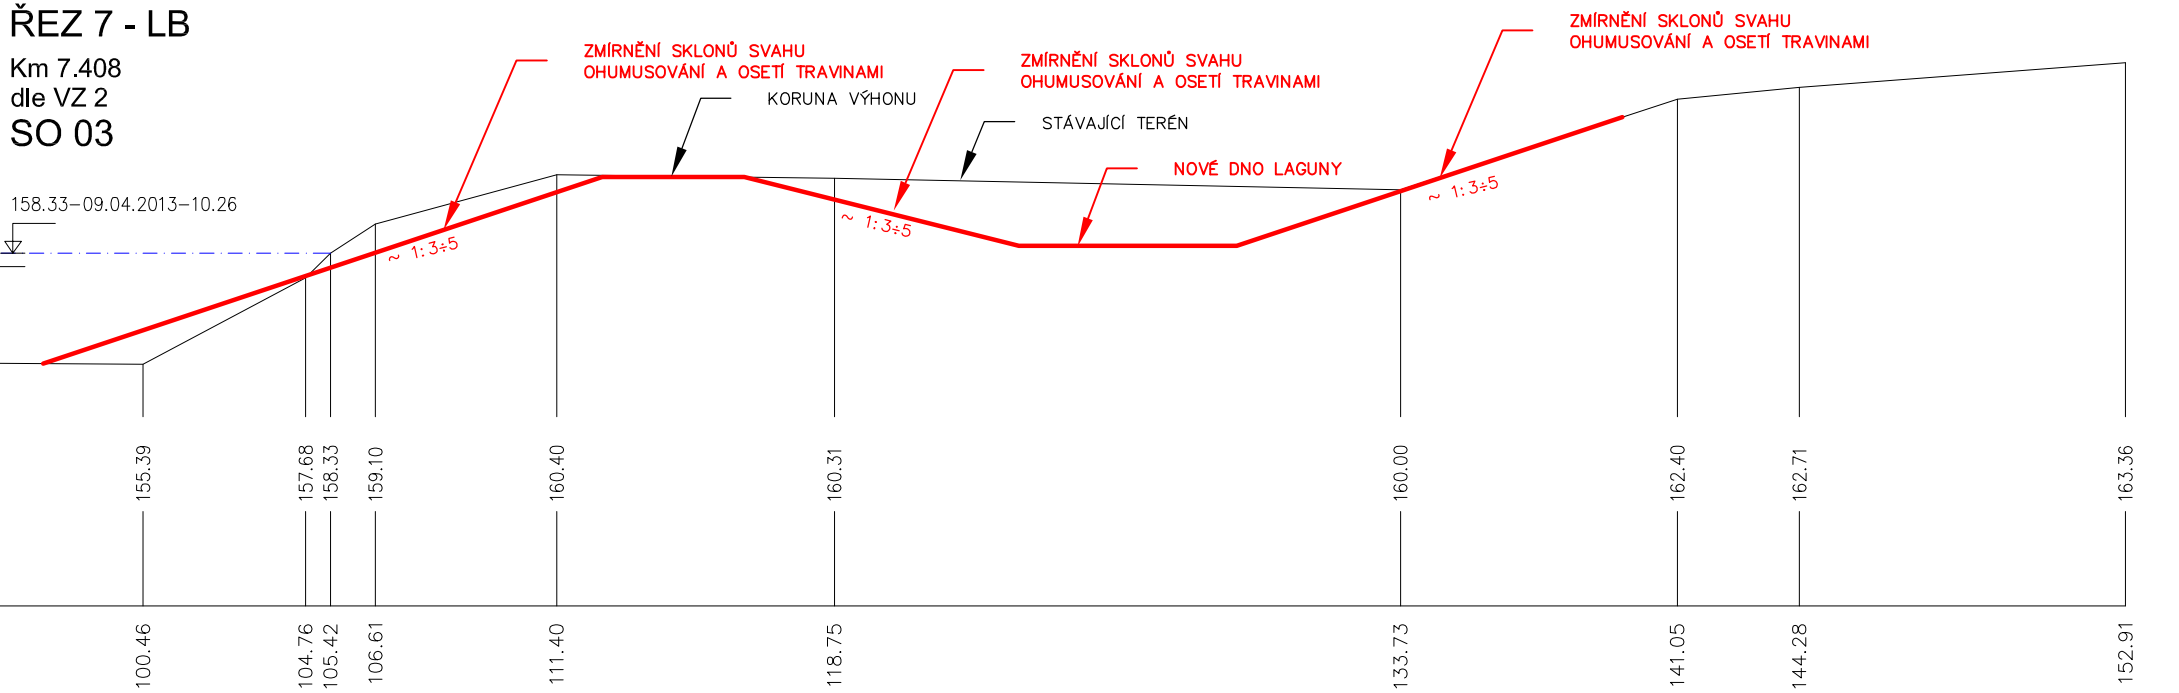 ŘEZ 7 - LB
Km 7.408
dle VZ 2
SO 03
158.33-09.04.2013-10.26
ZMÍRNĚNÍ SKLONŮ SVAHU
OHUMUSOVÁNÍ A OSETÍ TRAVINAMI
KORUNA VÝHONU
ZMÍRNĚNÍ SKLONŮ SVAHU
OHUMUSOVÁNÍ A OSETÍ TRAVINAMI
STÁVAJÍCÍ TERÉN
NOVÉ DNO LAGUNY
ZMÍRNĚNÍ SKLONŮ SVAHU
OHUMUSOVÁNÍ A OSETÍ TRAVINAMI
~ 1:3÷5
~ 1:3÷5
~ 1:3÷5
155.39
157.68
158.33
159.10
160.40
160.31
160.00
162.40
162.71
163.36
100.46
104.76
105.42
106.61
111.40
118.75
133.73
141.05
144.28
152.91